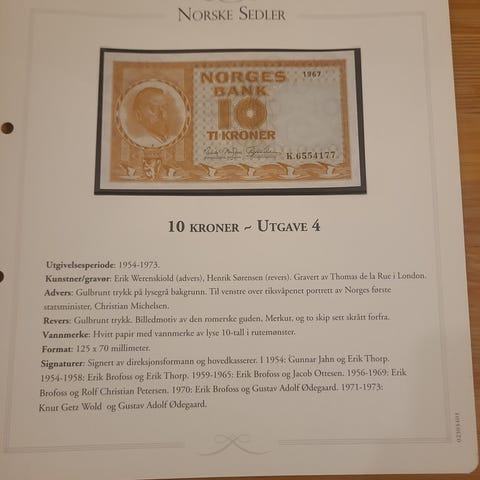 NORSKE SEDLER
NORGES
BANK
1967
10
TI KRONER
K.6554177
10 KRONER ~ UTGAVE 4
Utgivelsesperiode: 1954-1973.
Kunstner/gravør: Erik Werenskiold (advers), Henrik Sørensen (revers). Gravert av Thomas de la Rue i London.
Advers: Gulbrunt trykk på lysegrå bakgrunn. Til venstre over riksvåpenet portrett av Norges første
statsminister, Christian Michelsen.
Revers: Gulbrunt trykk. Billedmotiv av den romerske guden, Merkur, og to skip sett skrått forfra.
Vannmerke: Hvitt papir med vannmerke av lyse 10-tall i rutemønster.
Format: 125 x 70 millimeter.
Signaturer: Signert av direksjonsformann og hovedkasserer. I 1954: Gunnar Jahn og Erik Thorp.
1954-1958: Erik Brofoss og Erik Thorp. 1959-1965: Erik Brofoss og Jacob Ottesen. 1956-1969: Erik
Brofoss og Rolf Christian Petersen. 1970: Erik Brofoss og Gustav Adolf Ødegaard. 1971-1973:
Knut Getz Wold og Gustav Adolf Ødegaard.